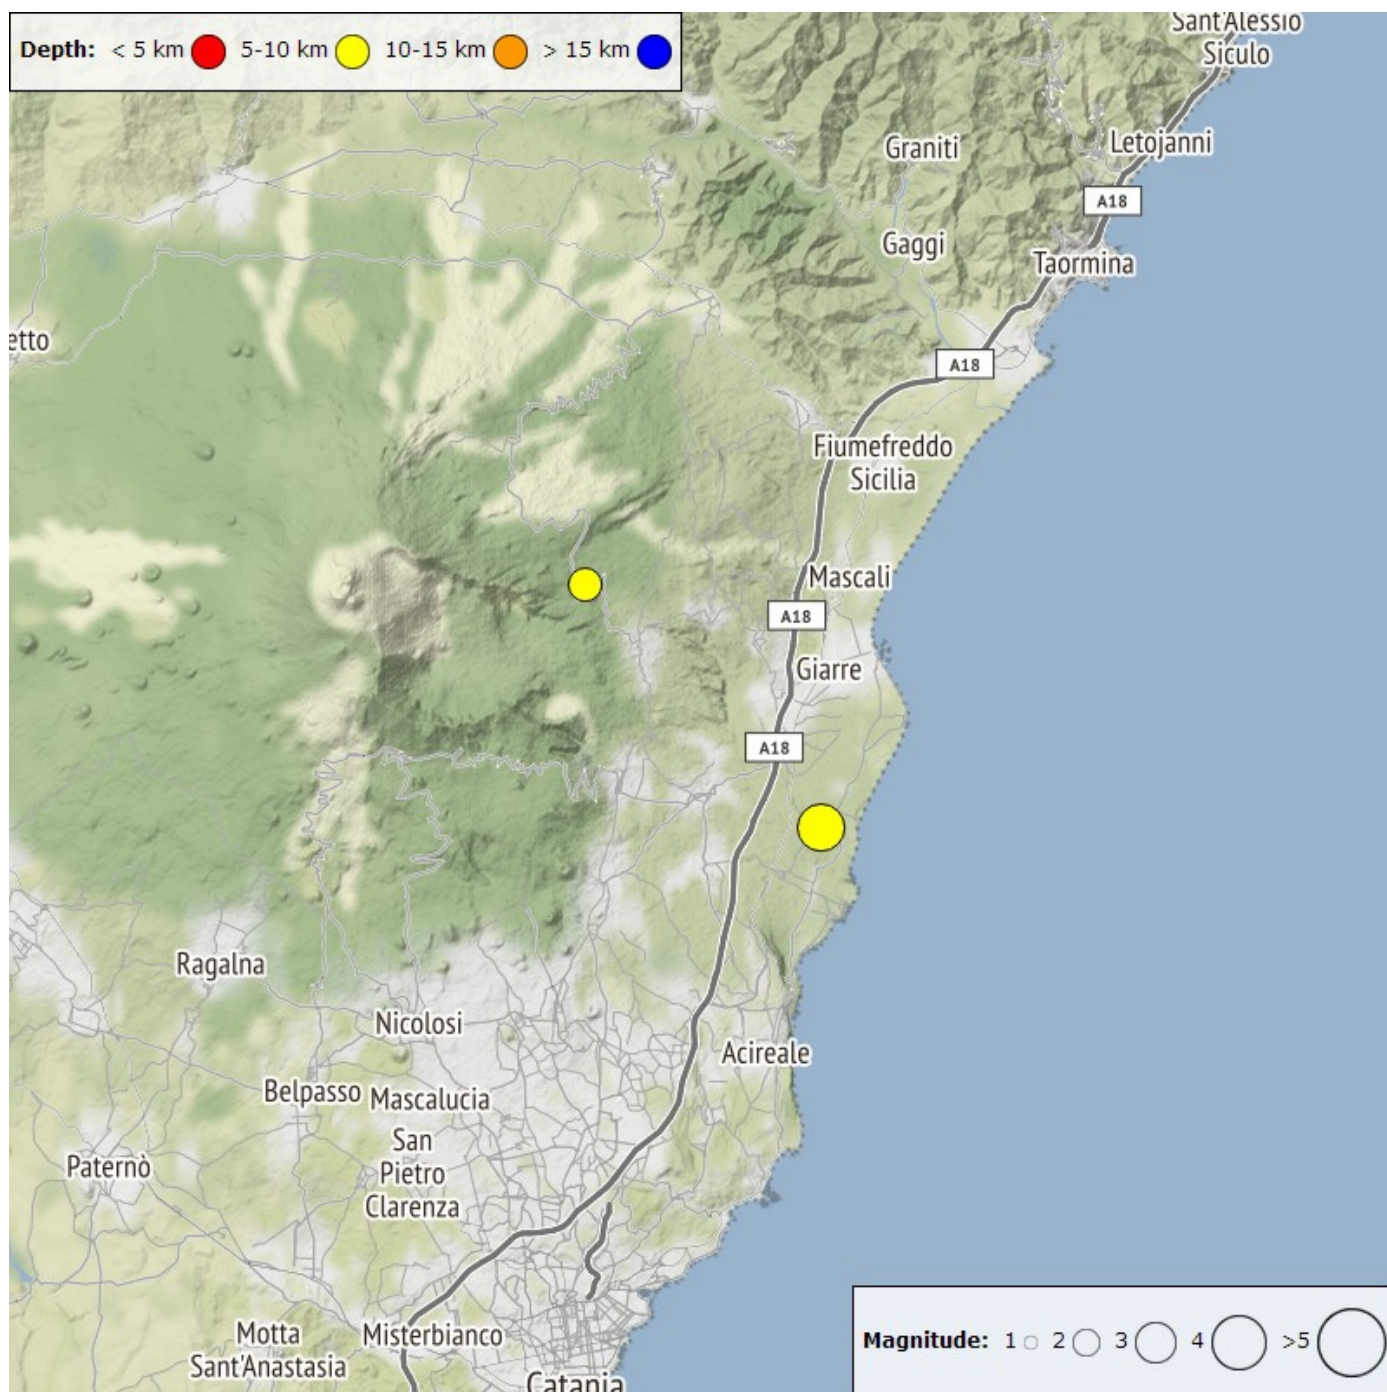 Depth: < 5 km 5-10 km 10-15 km > 15 km
Sant'Alessio
Siculo
Letojanni
Graniti
A18
Gaggi
Taormina
etto
A18
Fiumefreddo
Sicilia
Mascali
A18
Giarre
A18
Ragalna
Nicolosi
Acireale
Belpasso
Mascalucia
San
Pietro
Clarenza
Paternò
Motta
Sant'Anastasia
Misterbianco
Catania
Magnitude: 1 2 3 4 >5